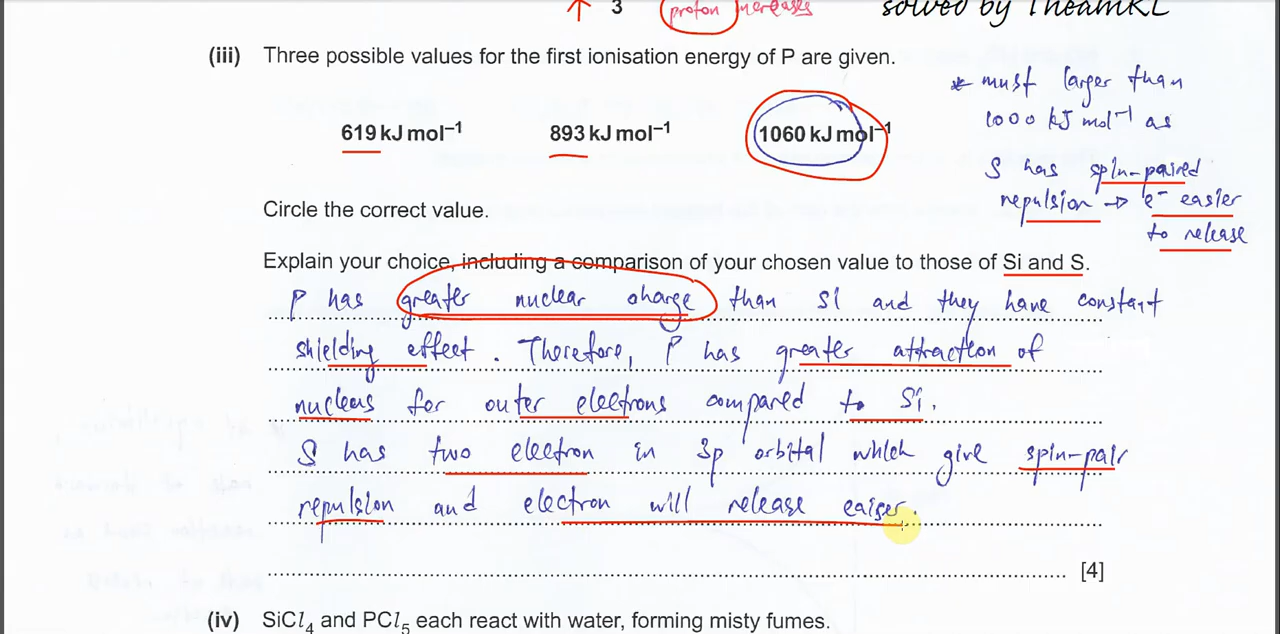 3 proton increases
solved by TheamKL
(iii) Three possible values for the first ionisation energy of P are given.
619 kJ mol⁻¹ 893 kJ mol⁻¹ 1060 kJ mol⁻¹
* must larger than
1000 kJ mol⁻¹ as
S has spin-paired
repulsion → e⁻ easier
to release
Circle the correct value.
Explain your choice, including a comparison of your chosen value to those of Si and S.
P has greater nuclear charge than Si and they have constant
shielding effect. Therefore, P has greater attraction of
nucleus for outer electrons compared to Si.
S has two electron in 3p orbital which give spin-pair
repulsion and electron will release eaiser.
[4]
(iv) SiCl₄ and PCl₅ each react with water, forming misty fumes.